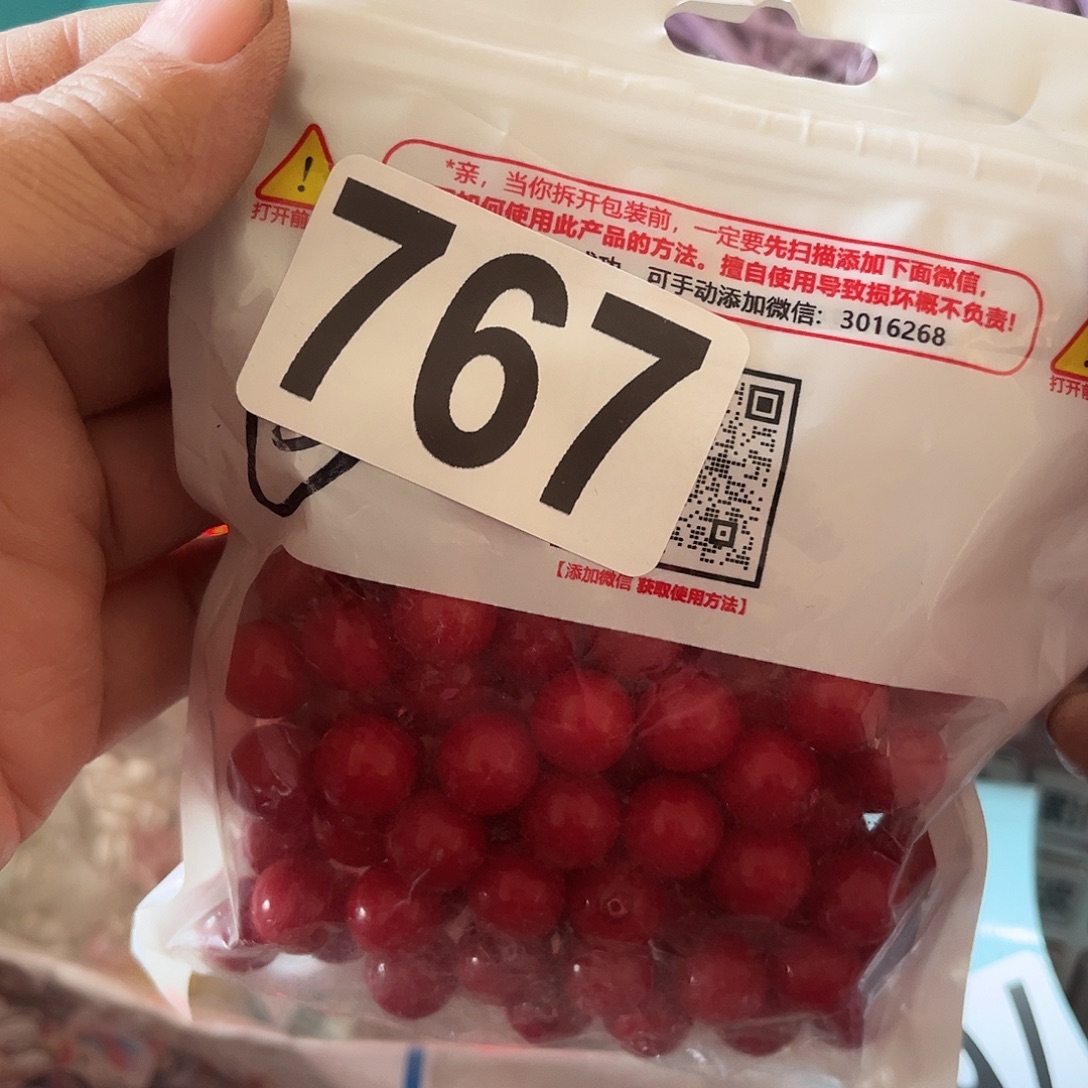 *亲，当你拆开包装前，一定要先扫描添加下面微信，
如何使用此产品的方法。擅自使用导致损坏概不负责!
可手动添加微信：3016268
打开前
打开前
767
【添加微信 获取使用方法】